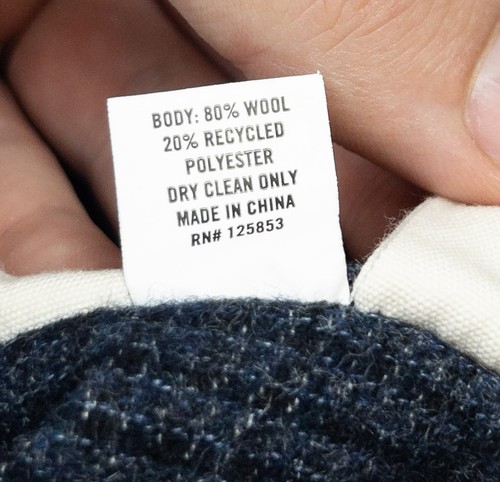 BODY: 80% WOOL
20% RECYCLED
POLYESTER
DRY CLEAN ONLY
MADE IN CHINA
RN# 125853